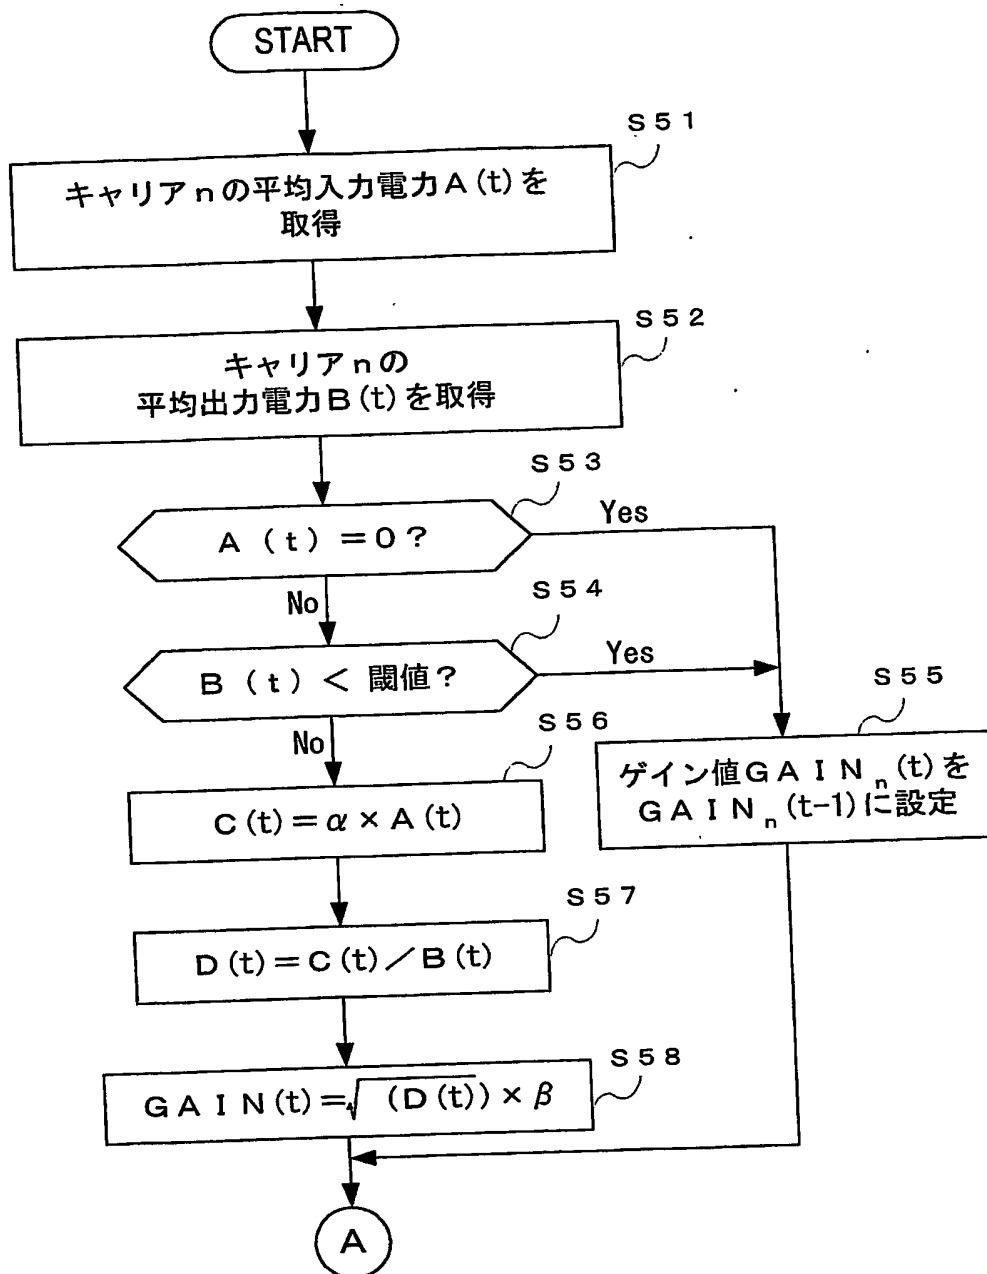 START
S51
キャリアnの平均入力電力A(t)を
取得
S52
キャリアnの
平均出力電力B(t)を取得
S53
A(t)=0?
Yes
No
S54
B(t)<閾値?
Yes
No
S55
ゲイン値GAINₙ(t)を
GAINₙ(t-1)に設定
S56
C(t)=α×A(t)
S57
D(t)=C(t)/B(t)
S58
GAIN(t)=√(D(t))×β
A